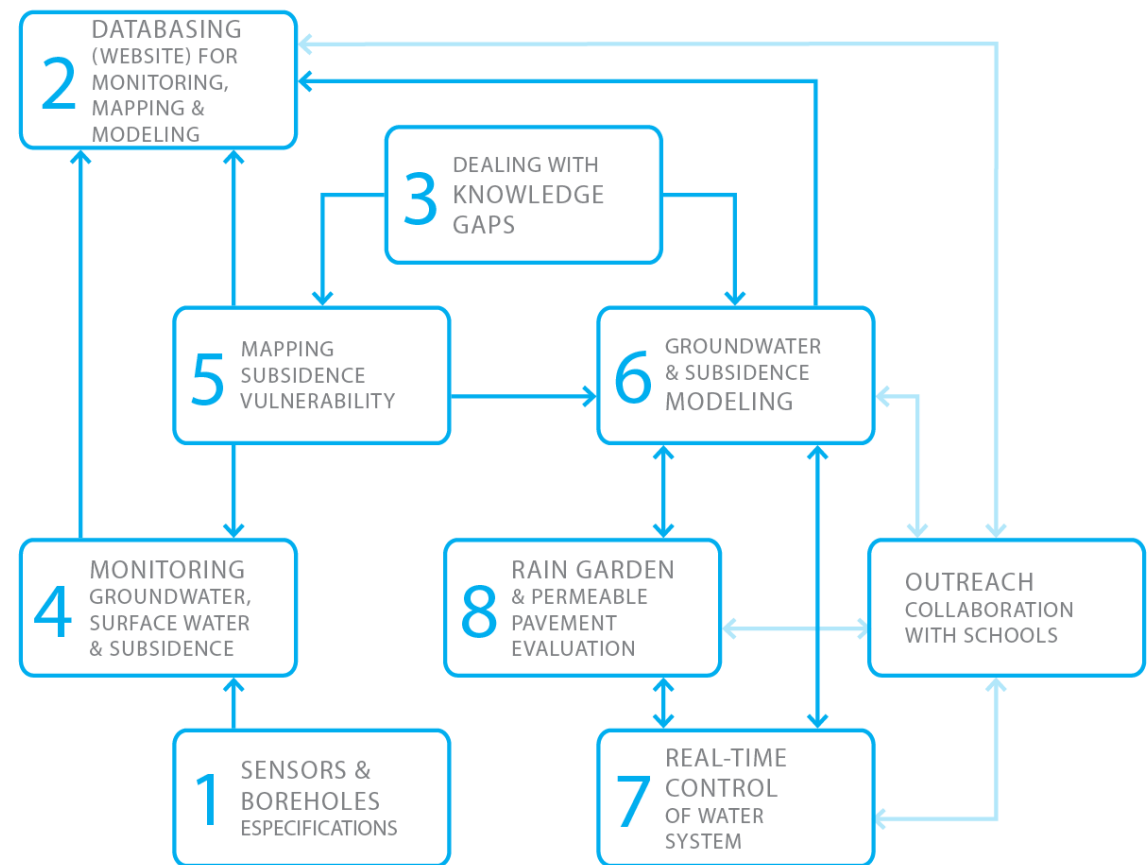 2
DATABASING
(WEBSITE) FOR
MONITORING,
MAPPING &
MODELING
3
DEALING WITH
KNOWLEDGE
GAPS
5
MAPPING
SUBSIDENCE
VULNERABILITY
6
GROUNDWATER
& SUBSIDENCE
MODELING
4
MONITORING
GROUNDWATER,
SURFACE WATER
& SUBSIDENCE
8
RAIN GARDEN
& PERMEABLE
PAVEMENT
EVALUATION
OUTREACH
COLLABORATION
WITH SCHOOLS
1
SENSORS &
BOREHOLES
ESPECIFICATIONS
7
REAL-TIME
CONTROL
OF WATER
SYSTEM